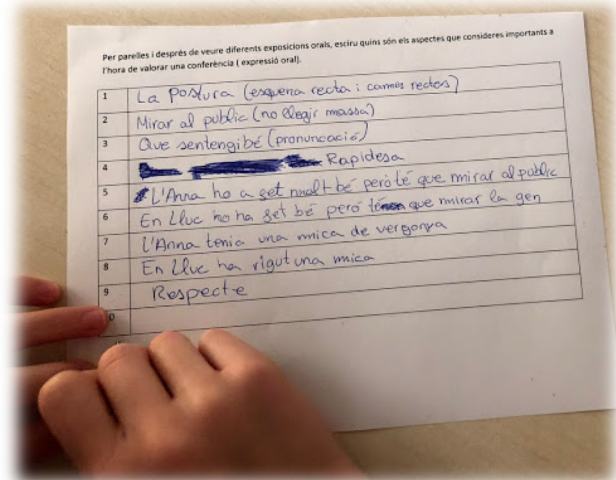 Per parelles i després de veure diferents exposicions orals, esciru quins són els aspectes que consideres importants a
l'hora de valorar una conferència ( expressió oral).
1 La postura (esquena recta i cames rectes)
2 Mirar al públic (no llegir massa)
3 Que sentengi bé (pronuncació)
4 Rapidesa
5 L'Anna ho a fet molt bé però té que mirar al públic
6 En Lluc ho ha fet bé però té que mirar la gen
7 L'Anna tenia una mica de vergonya
8 En Lluc ha rigut una mica
9 Respecte
0